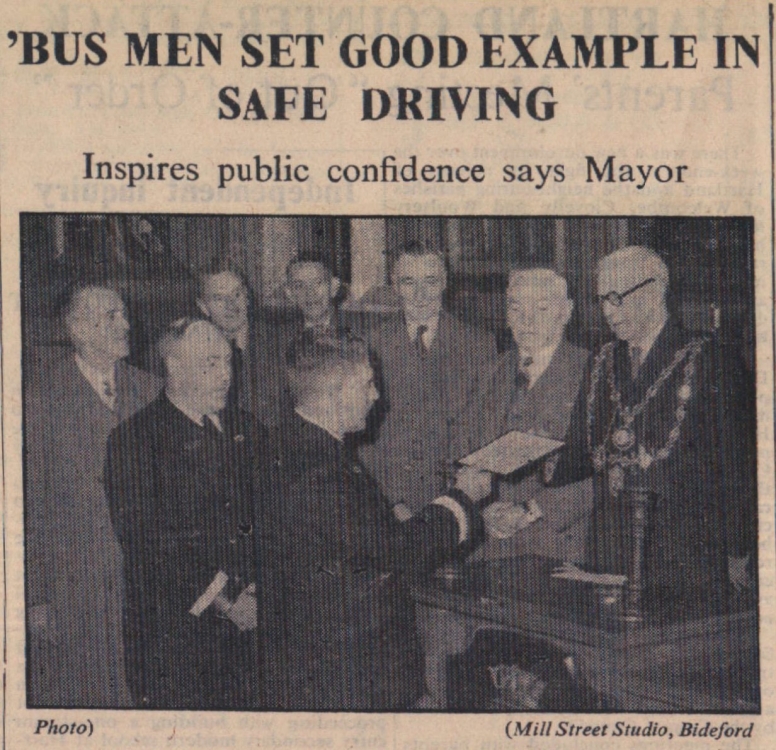 ’BUS MEN SET GOOD EXAMPLE IN
SAFE DRIVING
Inspires public confidence says Mayor
Photo)
(Mill Street Studio, Bideford